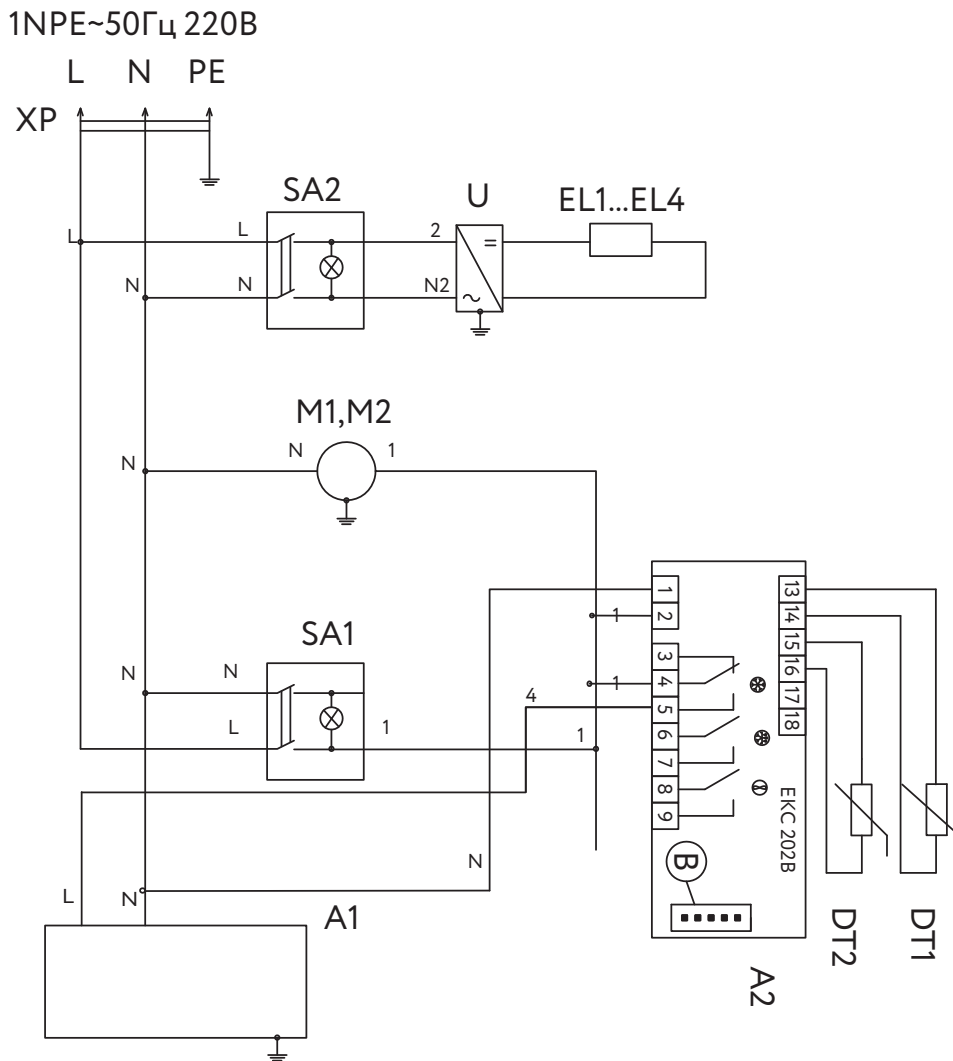 1NPE~50Гц 220В
L N PE
XP
SA2
U
EL1...EL4
L
L
2
=
N
N
N2
~
M1,M2
N
N
1
SA1
N
N
L
1
4
1
1
1
1
2
3
4
5
6
7
8
9
13
14
15
16
17
18
EKC 202B
B
N
L
N
A1
A2
DT2
DT1